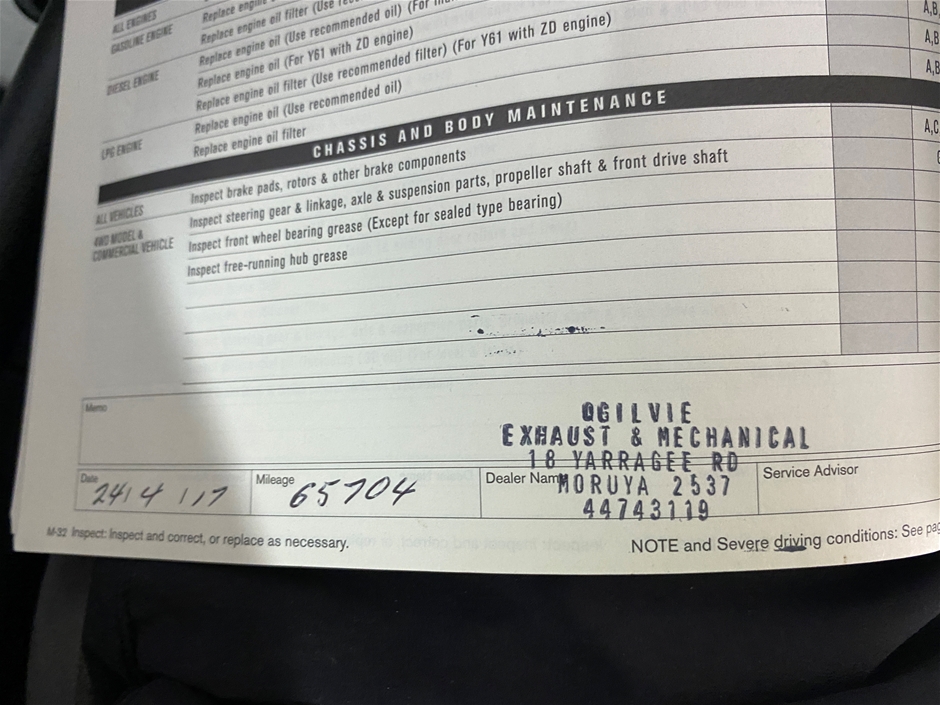 ALL ENGINES
Replace engine
GASOLINE ENGINE
Replace engine oil filter (Use
Replace engine oil (Use recommended oil) (For
DIESEL ENGINE
Replace engine oil (For Y61 with ZD engine)
Replace engine oil filter (Use recommended filter) (For Y61 with ZD engine)
Replace engine oil (Use recommended oil)
LPG ENGINE
Replace engine oil filter
A,B
A,B
A,B
CHASSIS AND BODY MAINTENANCE
ALL VEHICLES
Inspect brake pads, rotors & other brake components
A,C
Inspect steering gear & linkage, axle & suspension parts, propeller shaft & front drive shaft
4WD MODEL &
COMMERCIAL VEHICLE
Inspect front wheel bearing grease (Except for sealed type bearing)
Inspect free-running hub grease
Memo
OGILVIE
EXHAUST & MECHANICAL
18 YARRAGEE RD
MORUYA 2537
44743119
Date
24/4/17
Mileage
65704
Dealer Nam
Service Advisor
M-32 Inspect: Inspect and correct, or replace as necessary.
NOTE and Severe driving conditions: See pag